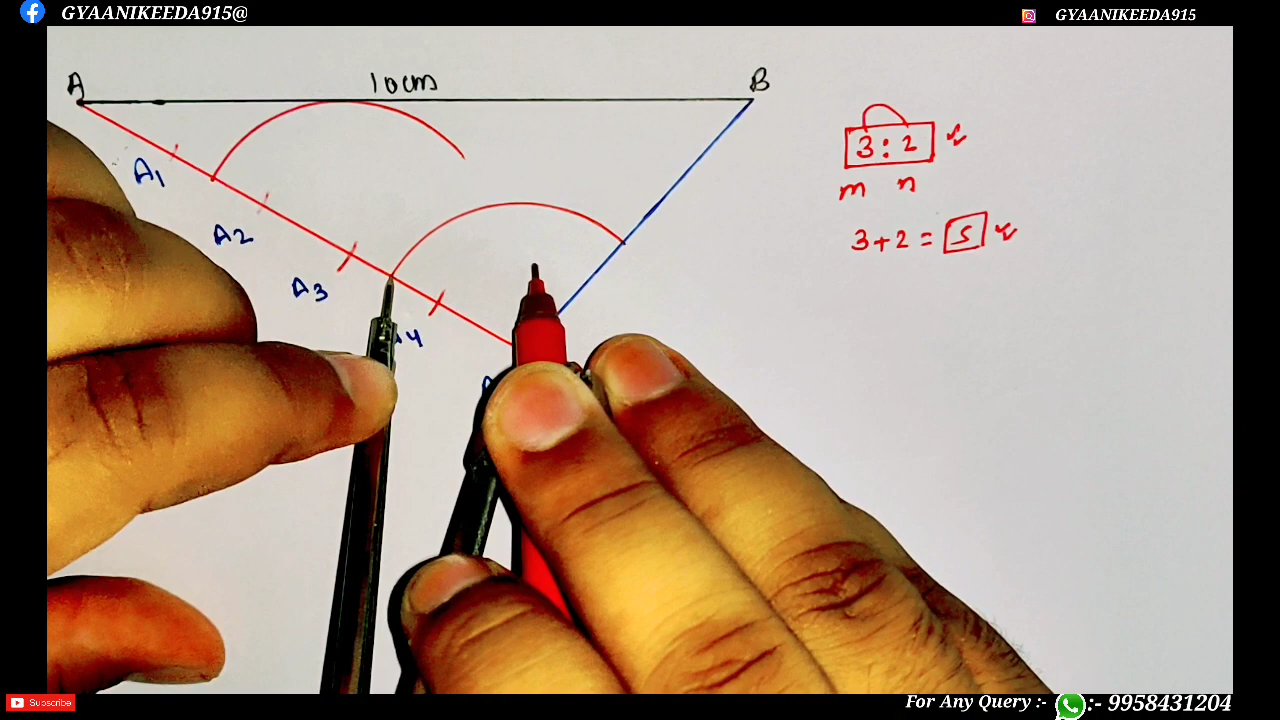 GYAANIKEEDA915@
GYAANIKEEDA915
A
10cm
B
3:2
m n
3+2=5
A1
A2
A3
Subscribe
For Any Query :- :- 9958431204